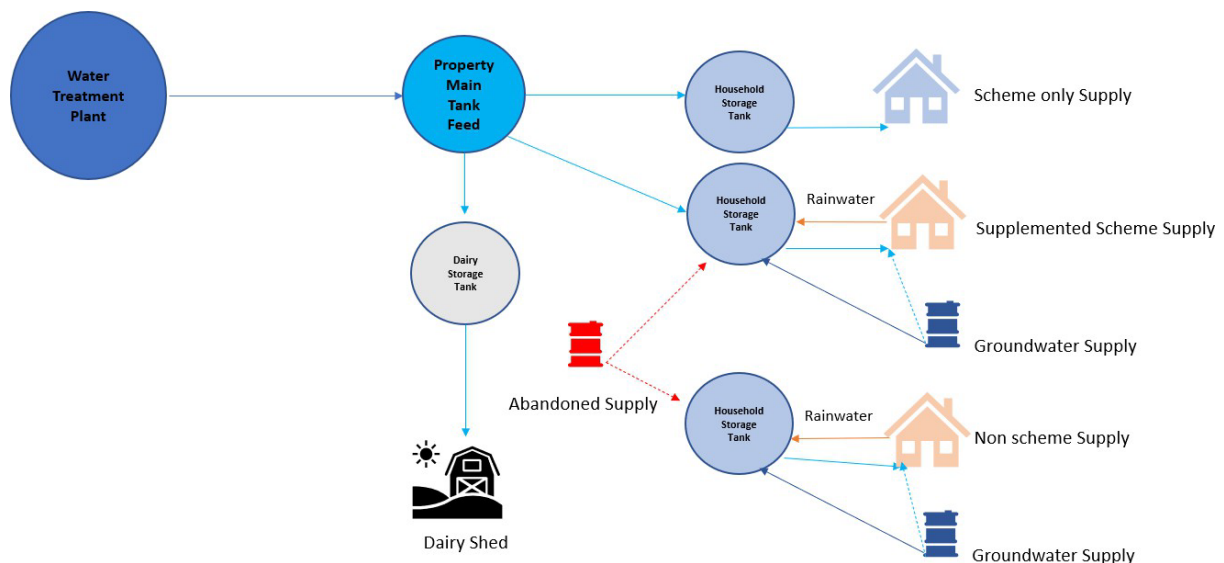 Water
Treatment
Plant
Property
Main
Tank
Feed
Household
Storage
Tank
Scheme only Supply
Household
Storage
Tank
Rainwater
Supplemented Scheme Supply
Dairy
Storage
Tank
Groundwater Supply
Abandoned Supply
Household
Storage
Tank
Rainwater
Non scheme Supply
Dairy Shed
Groundwater Supply